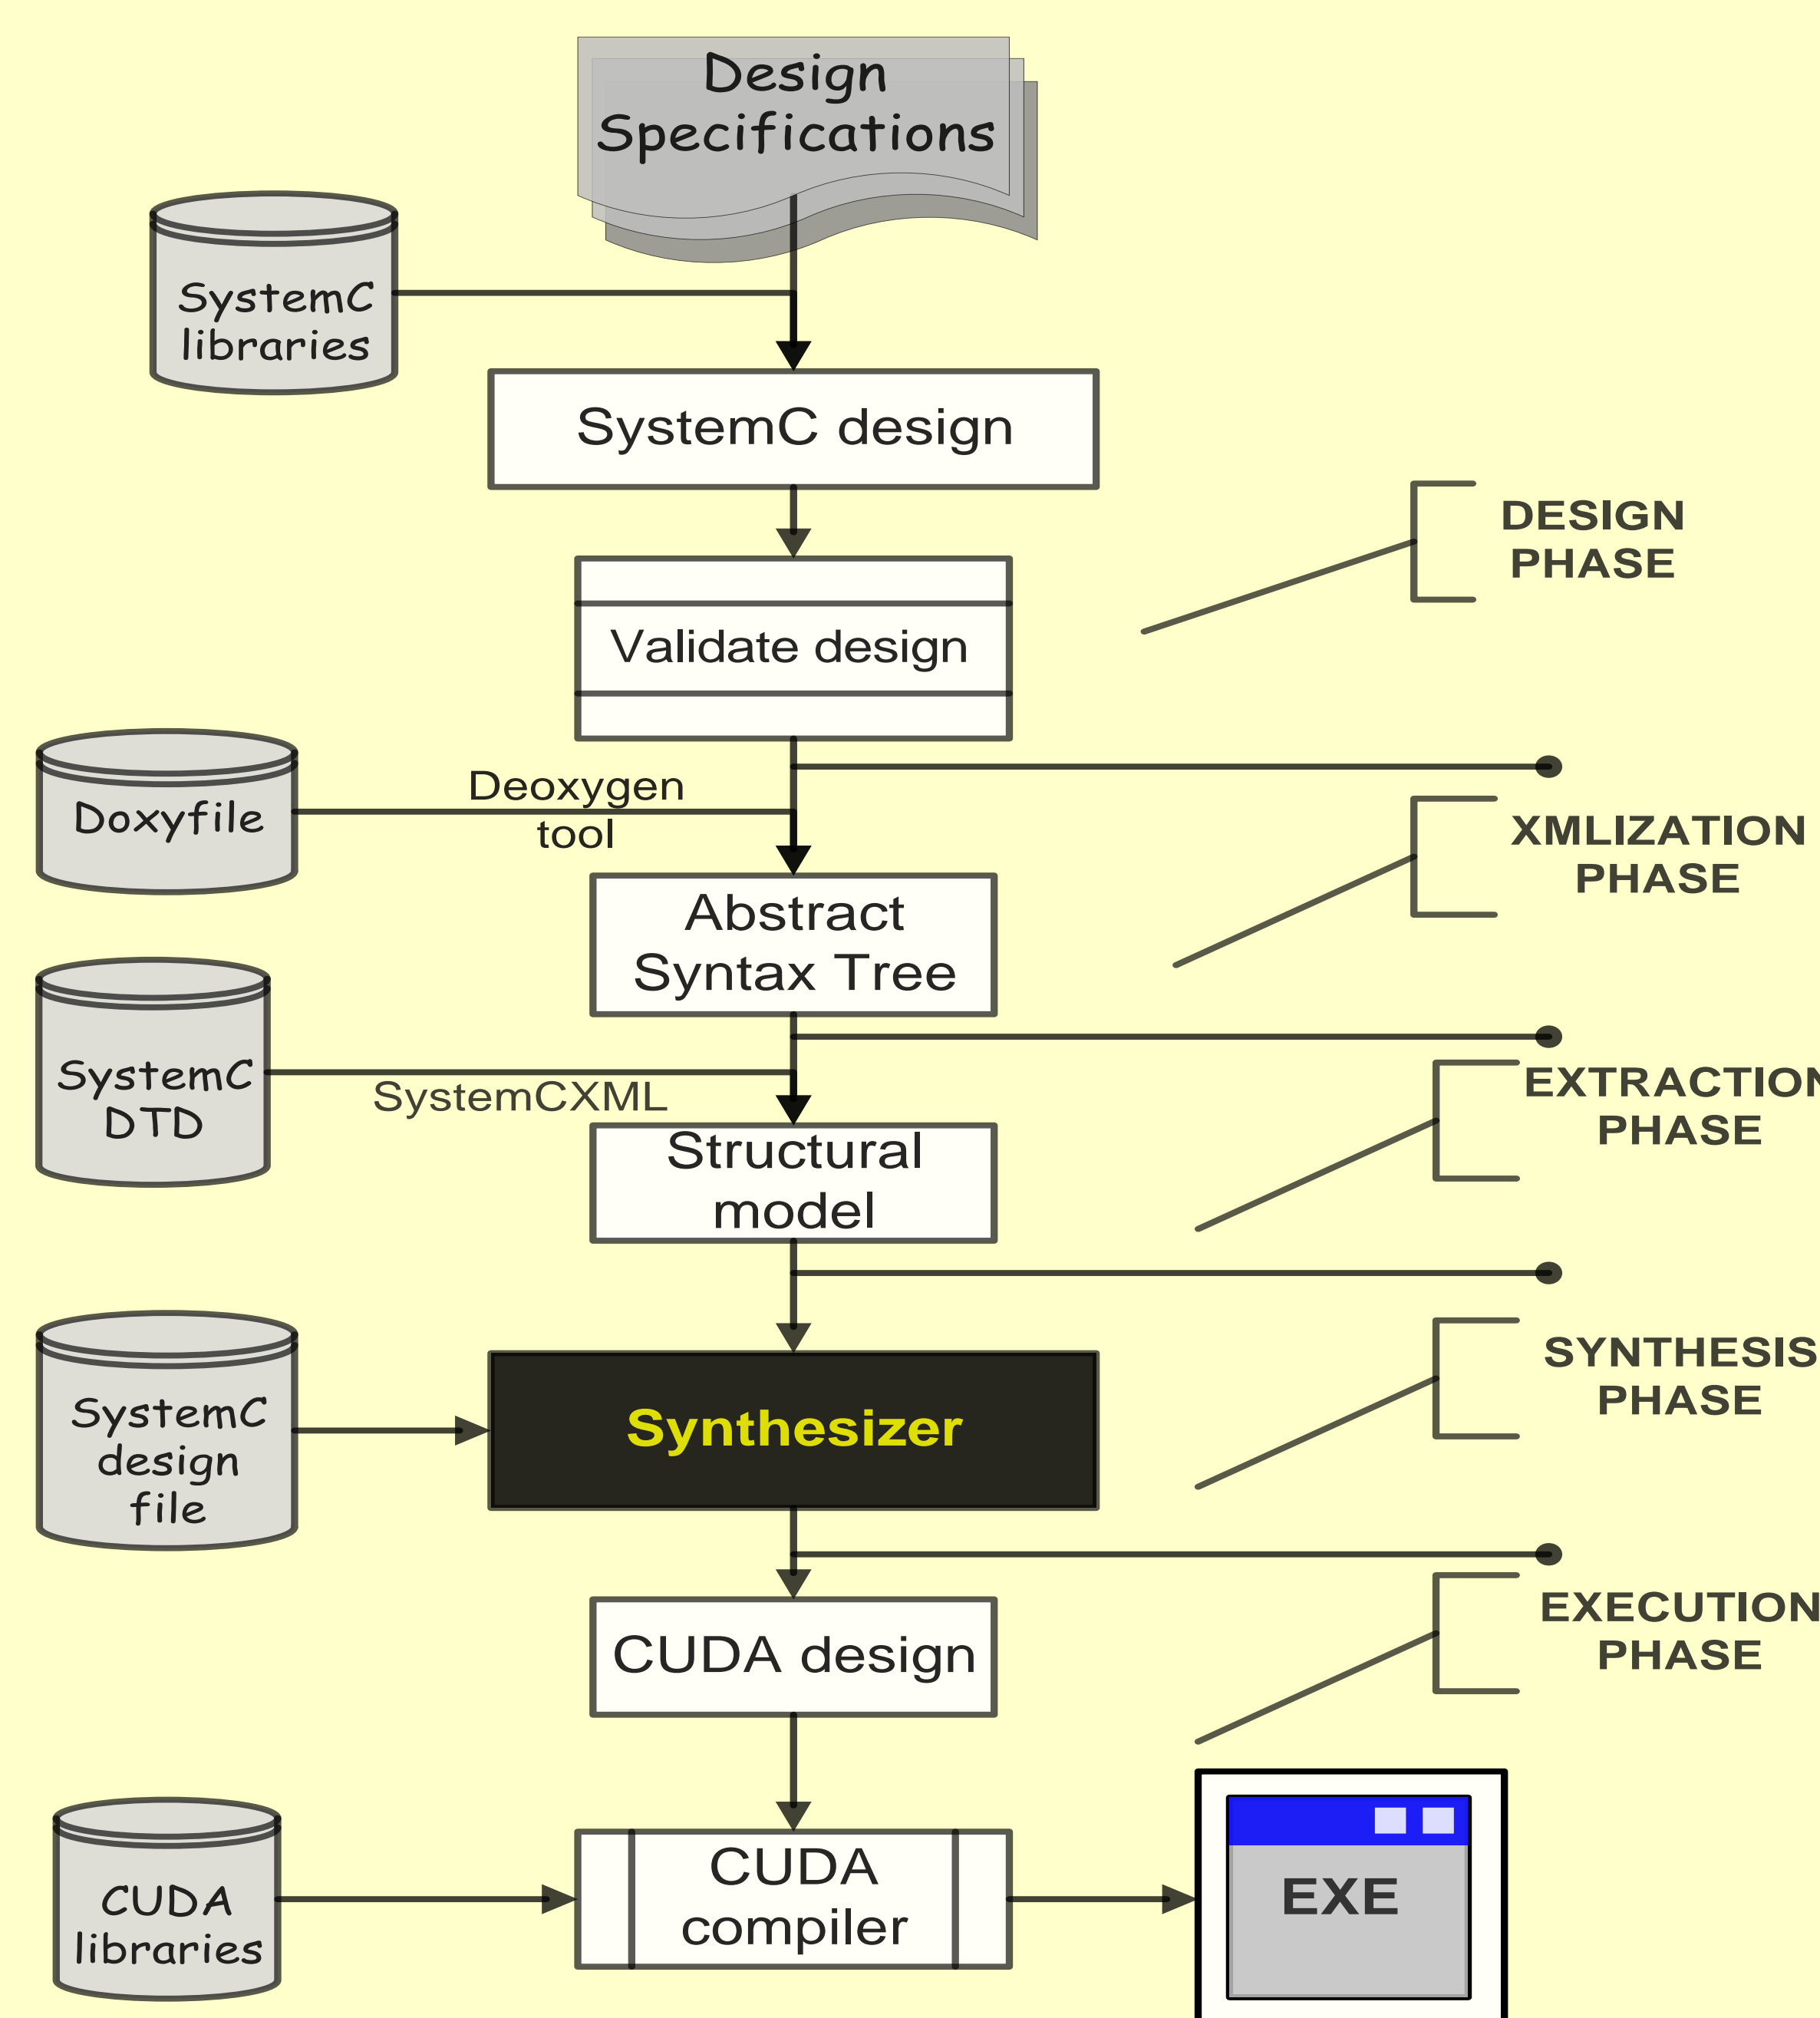 Design
Specifications
SystemC
libraries
SystemC design
DESIGN
PHASE
Validate design
Doxyfile
Deoxygen
tool
XMLIZATION
PHASE
Abstract
Syntax Tree
SystemC
DTD
SystemCXML
EXTRACTION
PHASE
Structural
model
SystemC
design
file
Synthesizer
SYNTHESIS
PHASE
EXECUTION
PHASE
CUDA design
CUDA
libraries
CUDA
compiler
EXE